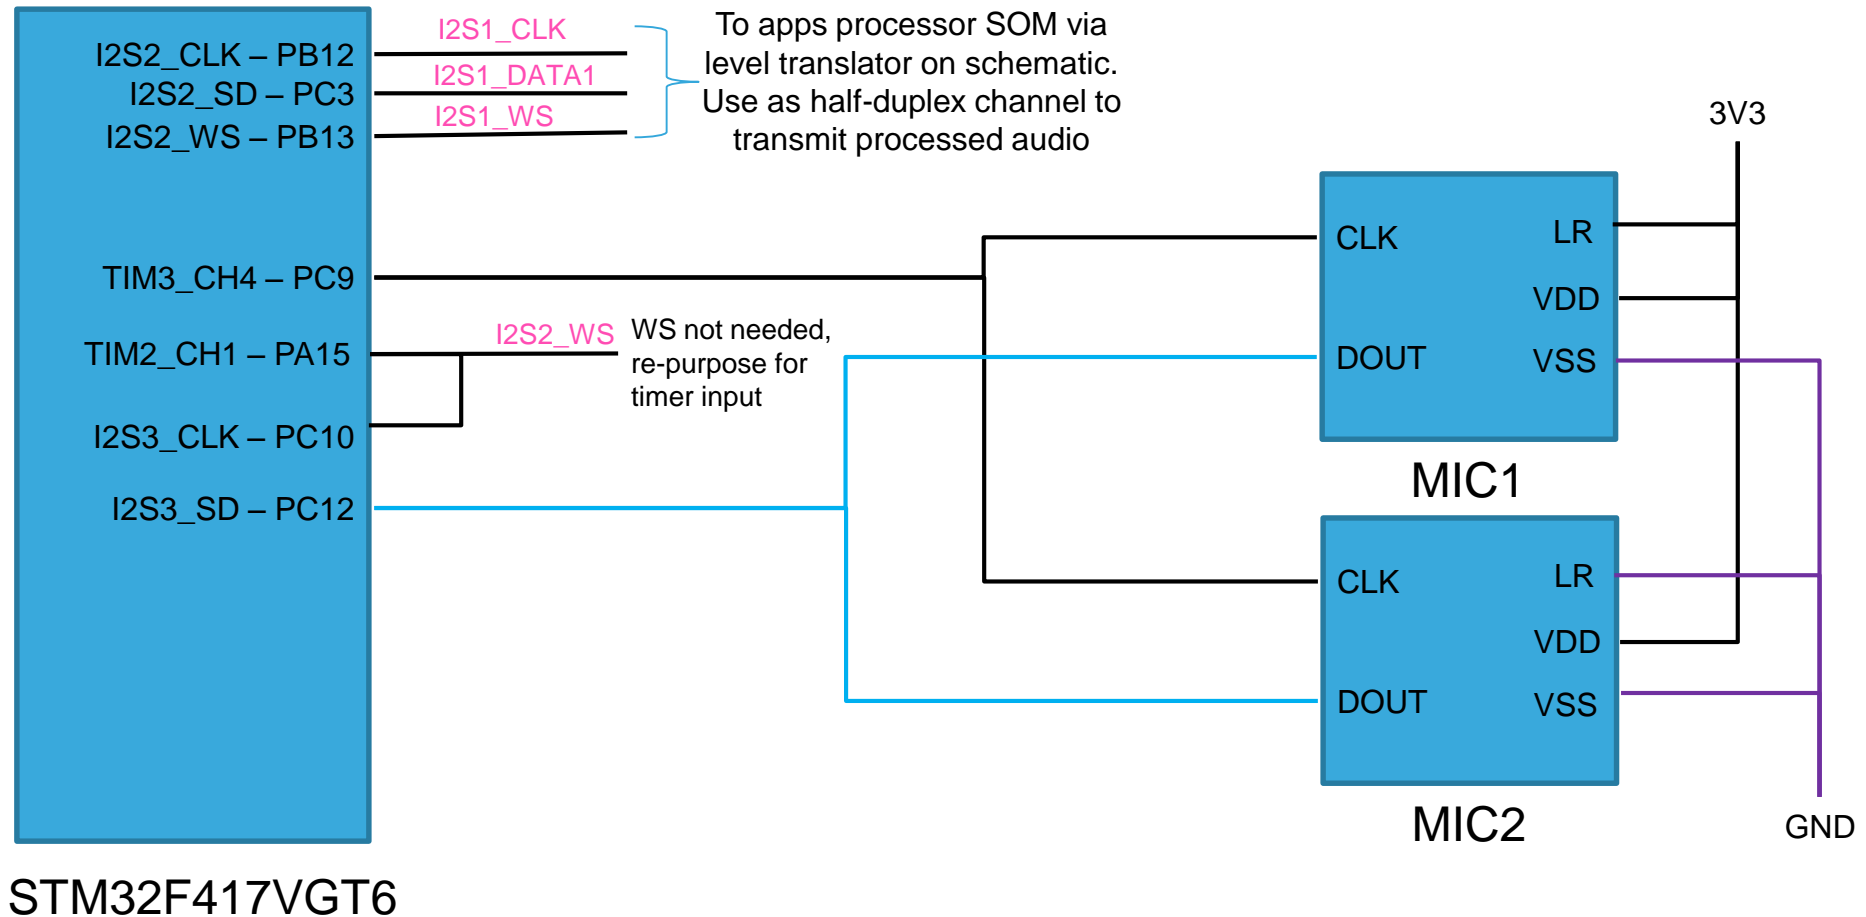 I2S2_CLK – PB12
I2S2_SD – PC3
I2S2_WS – PB13
I2S1_CLK
I2S1_DATA1
I2S1_WS
To apps processor SOM via
level translator on schematic.
Use as half-duplex channel to
transmit processed audio
TIM3_CH4 – PC9
TIM2_CH1 – PA15
I2S3_CLK – PC10
I2S3_SD – PC12
I2S2_WS
WS not needed,
re-purpose for
timer input
3V3
CLK
LR
VDD
DOUT
VSS
MIC1
CLK
LR
VDD
DOUT
VSS
MIC2
GND
STM32F417VGT6